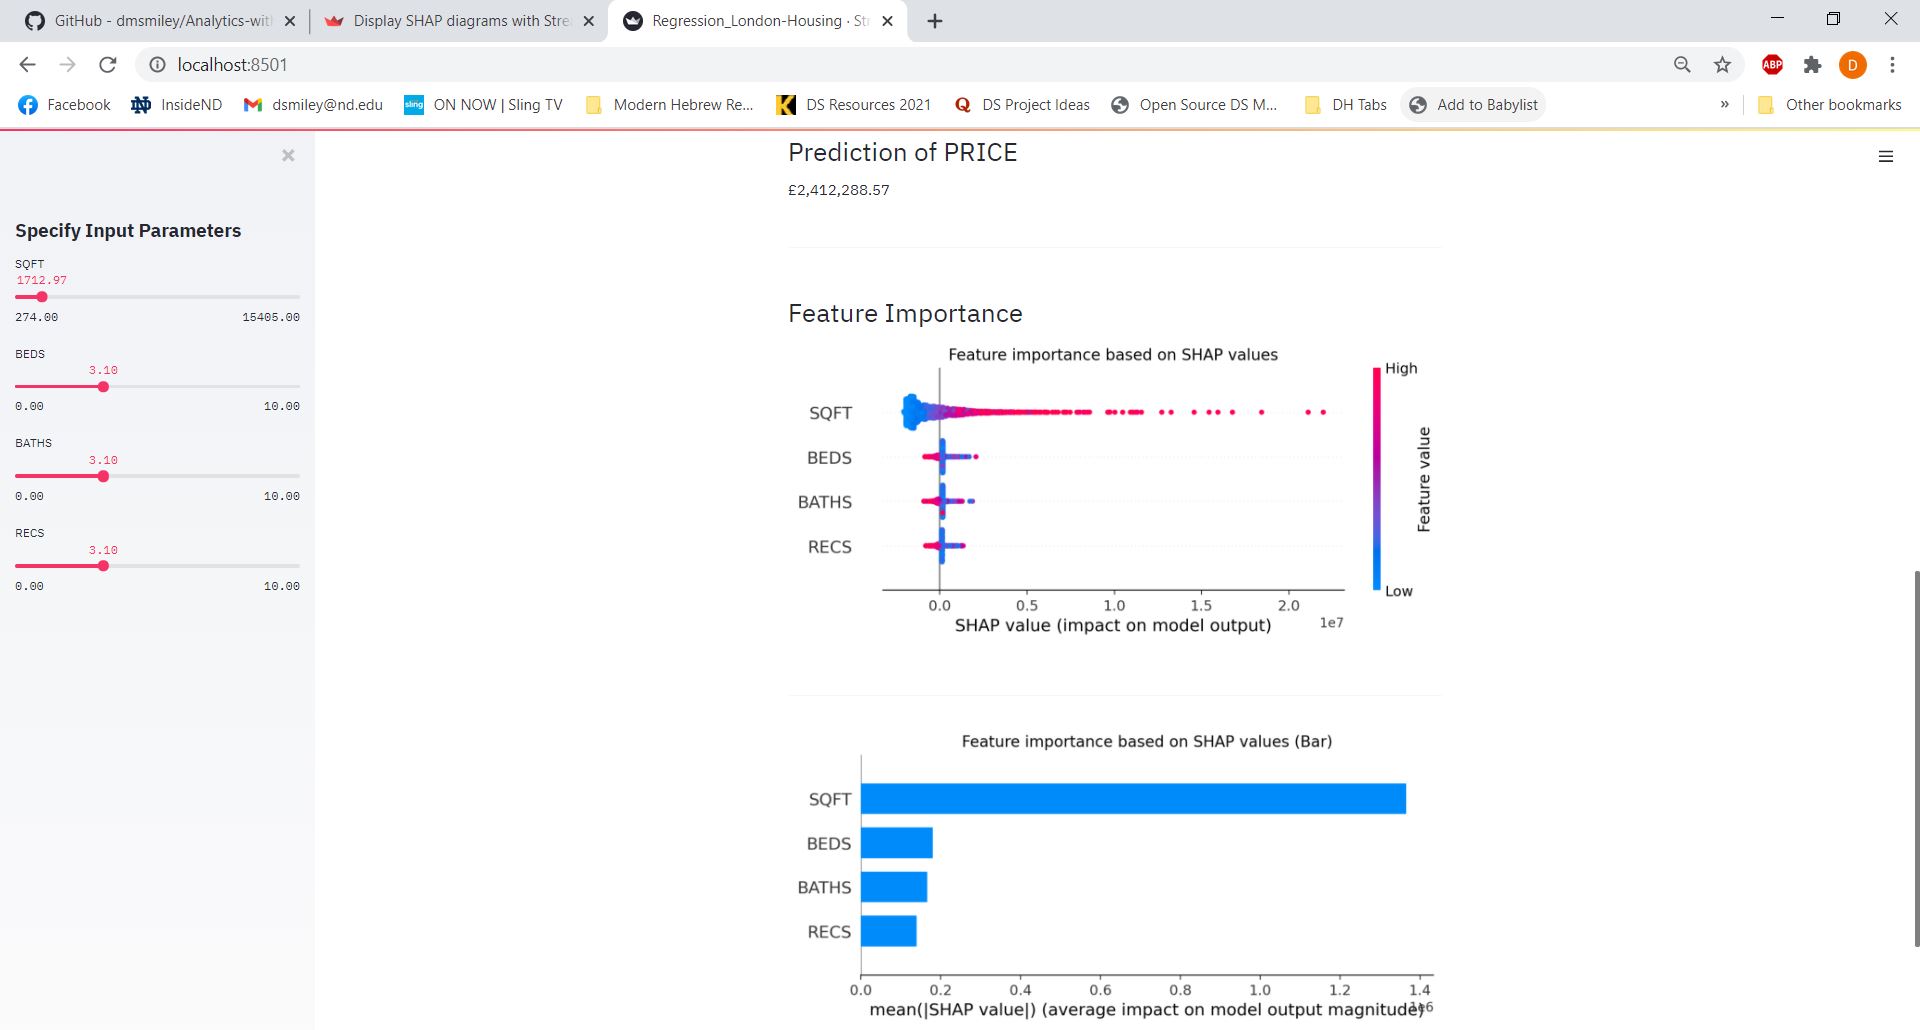 GitHub - dmsmiley/Analytics-wit
Display SHAP diagrams with Stre
Regression_London-Housing · Str
localhost:8501
ABP
D
Facebook
InsideND
dsmiley@nd.edu
sling
ON NOW | Sling TV
Modern Hebrew Re...
DS Resources 2021
DS Project Ideas
Open Source DS M...
DH Tabs
Add to Babylist
»
Other bookmarks
Specify Input Parameters
SQFT
1712.97
274.00 15405.00
BEDS
3.10
0.00 10.00
BATHS
3.10
0.00 10.00
RECS
3.10
0.00 10.00
Prediction of PRICE
£2,412,288.57
Feature Importance
Feature importance based on SHAP values
High
SQFT
BEDS
BATHS
RECS
Feature value
Low
0.0 0.5 1.0 1.5 2.0
1e7
SHAP value (impact on model output)
Feature importance based on SHAP values (Bar)
SQFT
BEDS
BATHS
RECS
0.0 0.2 0.4 0.6 0.8 1.0 1.2 1.4
1e6
mean(|SHAP value|) (average impact on model output magnitude)